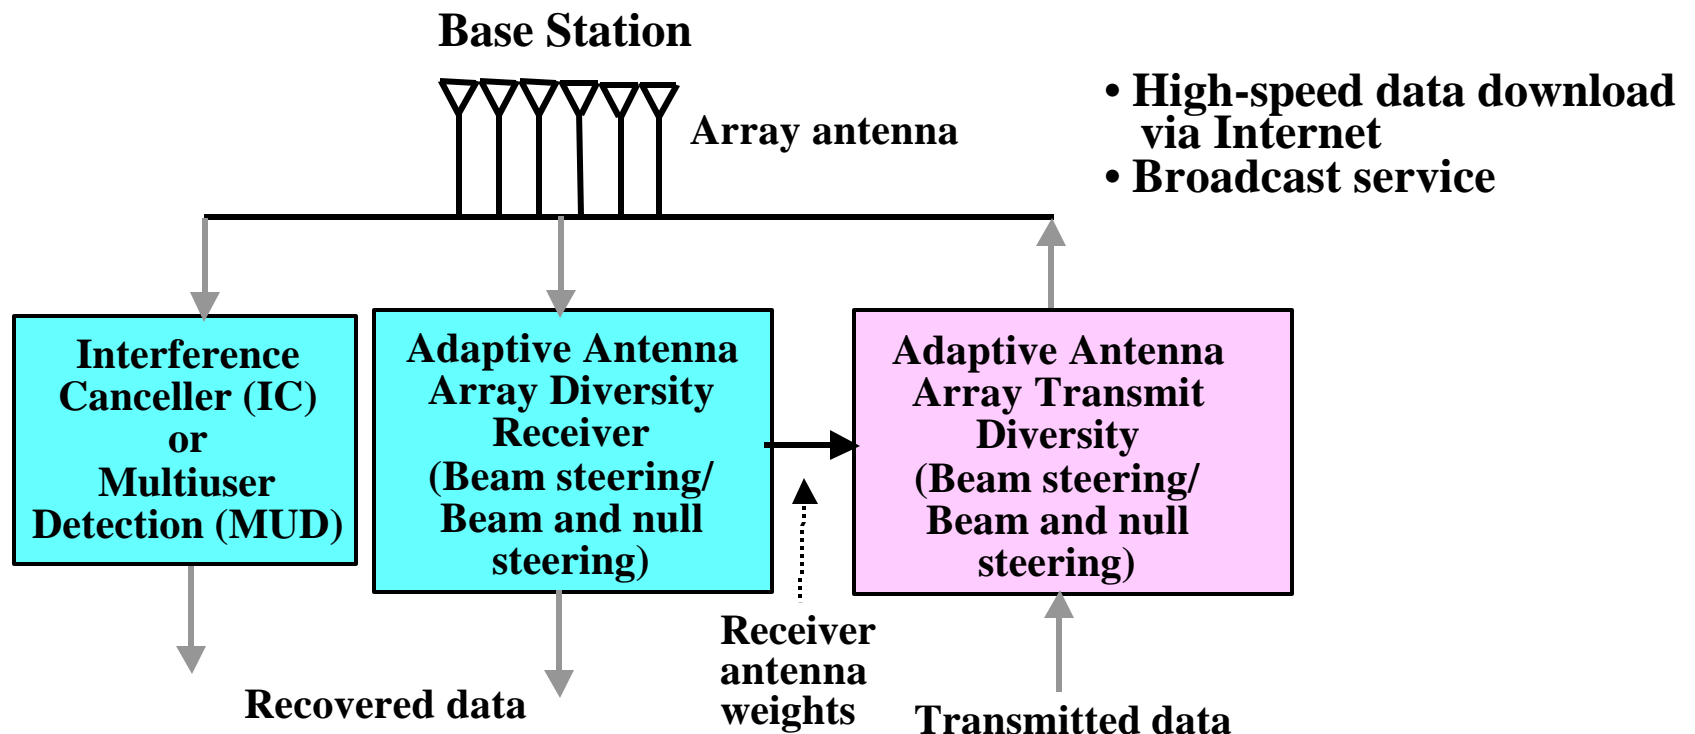 Base Station
Array antenna
• High-speed data download
via Internet
• Broadcast service
Interference
Canceller (IC)
or
Multiuser
Detection (MUD)
Adaptive Antenna
Array Diversity
Receiver
(Beam steering/
Beam and null
steering)
Adaptive Antenna
Array Transmit
Diversity
(Beam steering/
Beam and null
steering)
Receiver
antenna
weights
Recovered data
Transmitted data